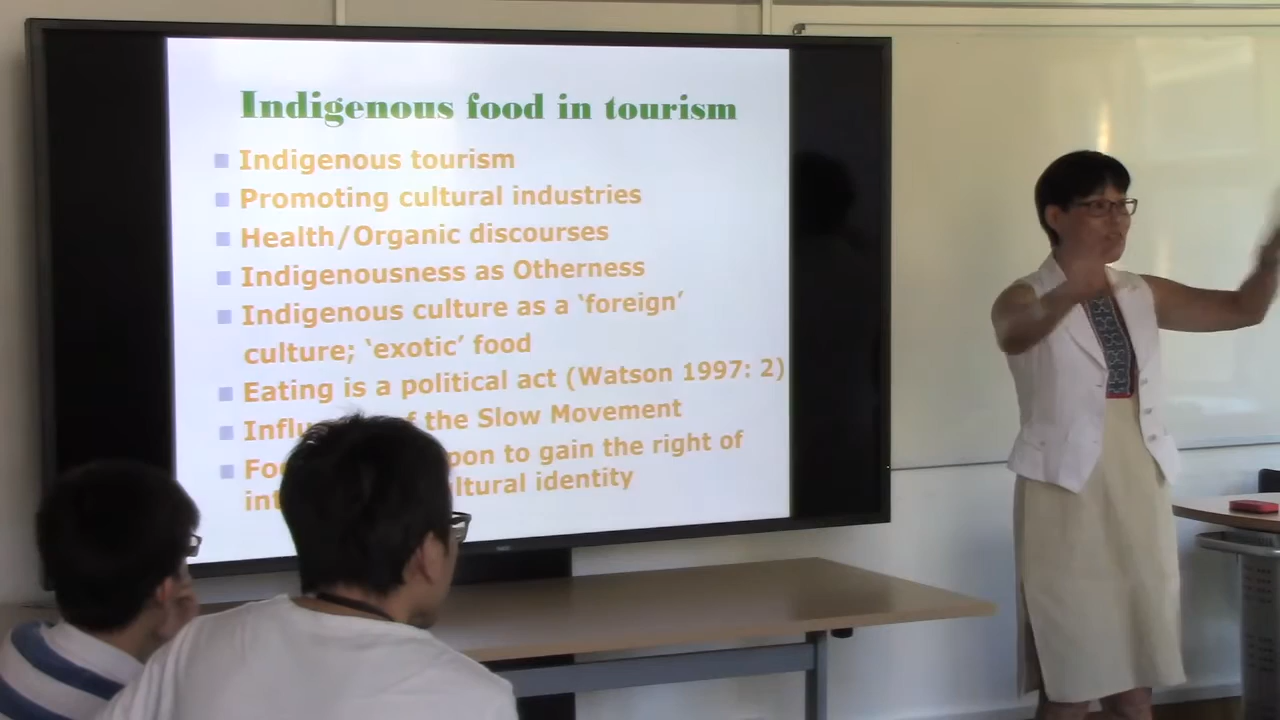 Indigenous food in tourism
Indigenous tourism
Promoting cultural industries
Health/Organic discourses
Indigenousness as Otherness
Indigenous culture as a ‘foreign’
culture; ‘exotic’ food
Eating is a political act (Watson 1997: 2)
of the Slow Movement
to gain the right of
identity